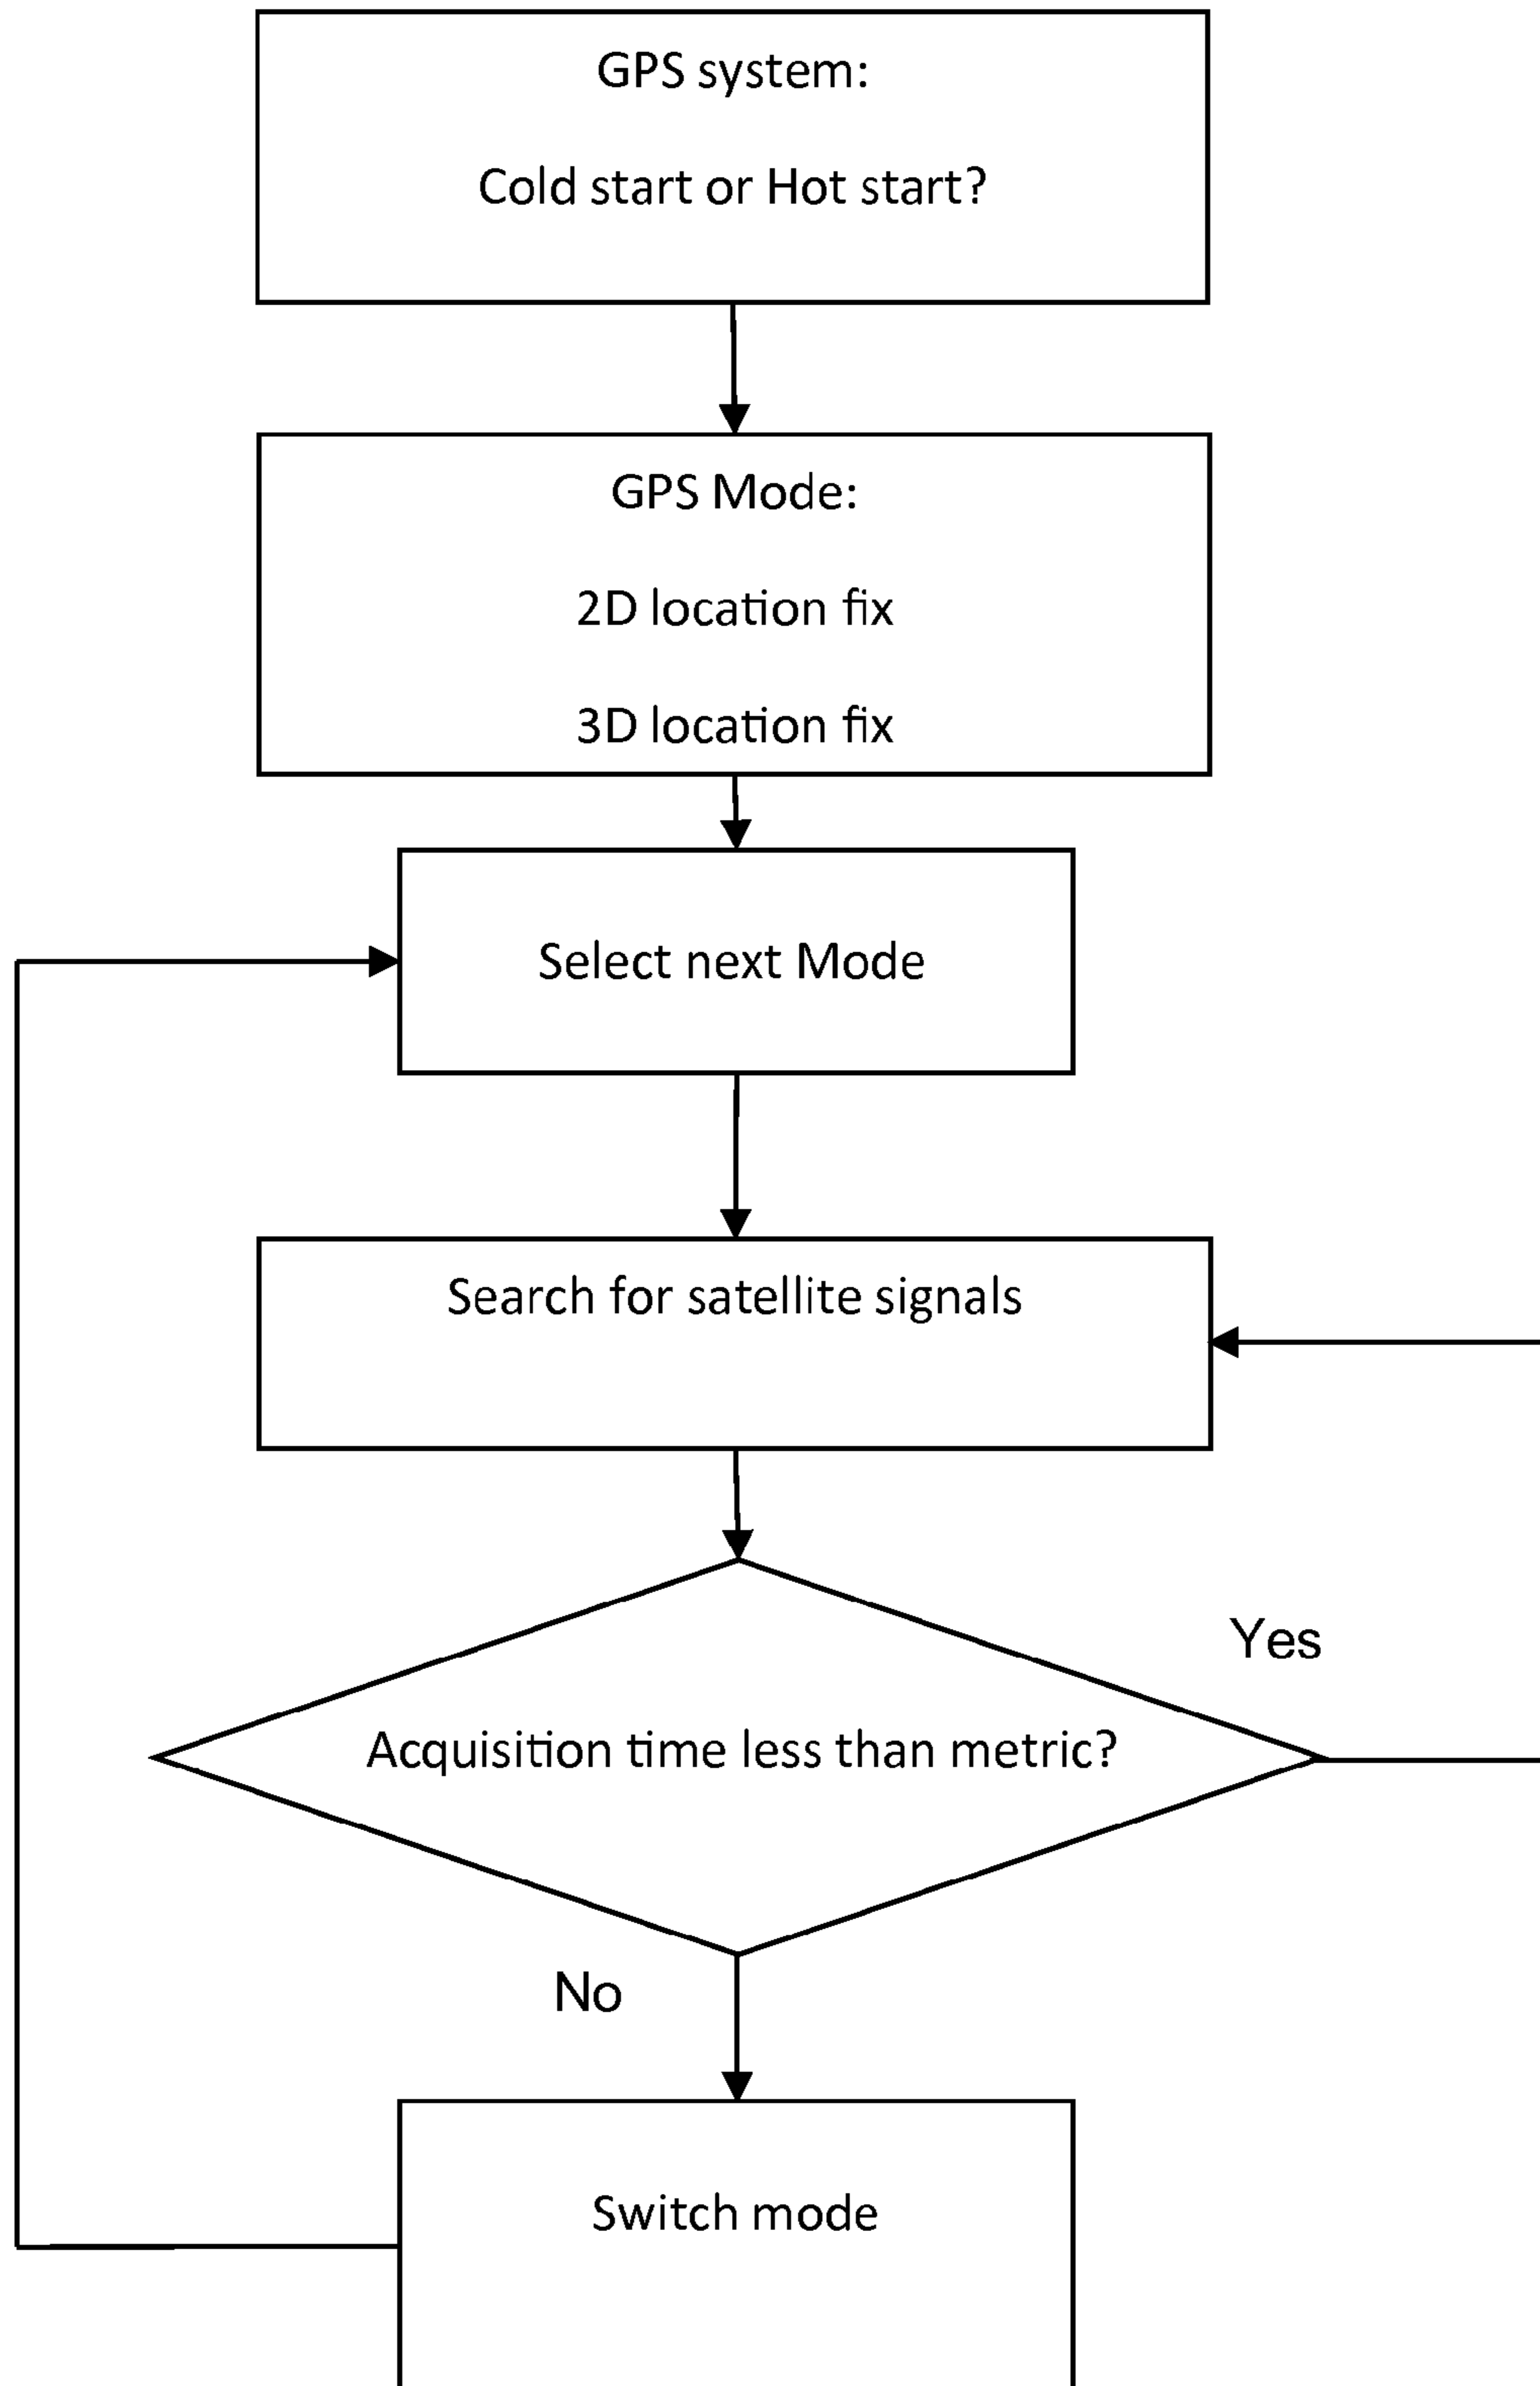 GPS system:
Cold start or Hot start?
GPS Mode:
2D location fix
3D location fix
Select next Mode
Search for satellite signals
Yes
Acquisition time less than metric?
No
Switch mode